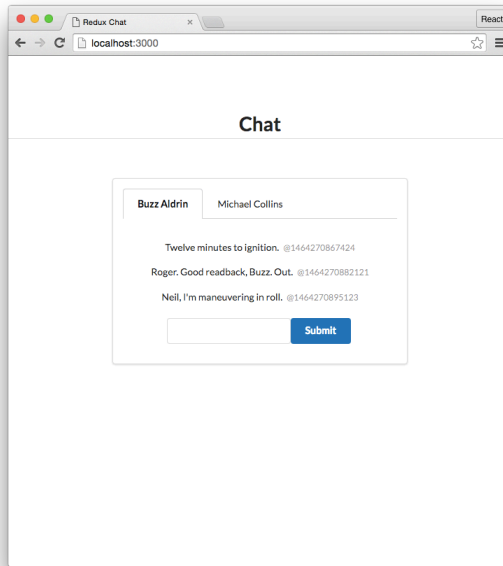 Redux Chat
React
localhost:3000
Chat
Buzz Aldrin Michael Collins
Twelve minutes to ignition. @1464270867424
Roger. Good readback, Buzz. Out. @1464270882121
Neil, I'm maneuvering in roll. @1464270895123
Submit